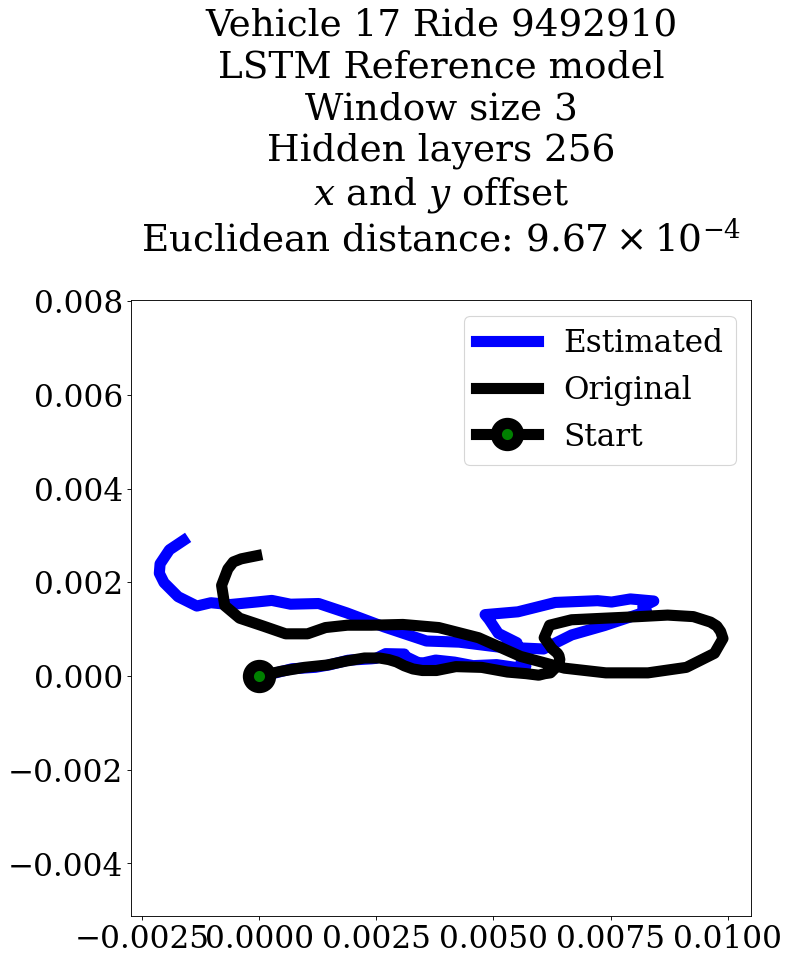 Vehicle 17 Ride 9492910
LSTM Reference model
Window size 3
Hidden layers 256
x and y offset
Euclidean distance: 9.67 × 10⁻⁴
0.008
Estimated
Original
Start
0.006
0.004
0.002
0.000
−0.002
−0.004
−0.0025 0.0000 0.0025 0.0050 0.0075 0.0100